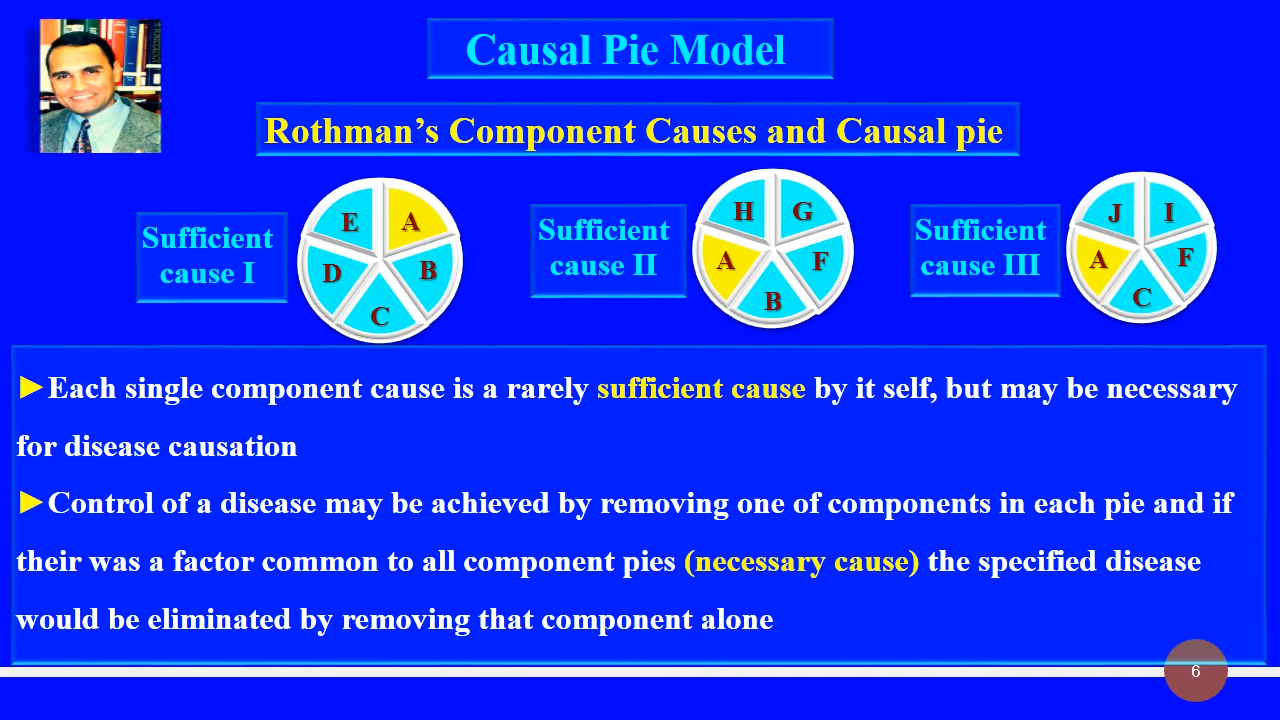 Causal Pie Model
Rothman’s Component Causes and Causal pie
Sufficient
cause I
E A
D B
C
Sufficient
cause II
H G
A F
B
Sufficient
cause III
J I
A F
C
►Each single component cause is a rarely sufficient cause by it self, but may be necessary
for disease causation
►Control of a disease may be achieved by removing one of components in each pie and if
their was a factor common to all component pies (necessary cause) the specified disease
would be eliminated by removing that component alone
6